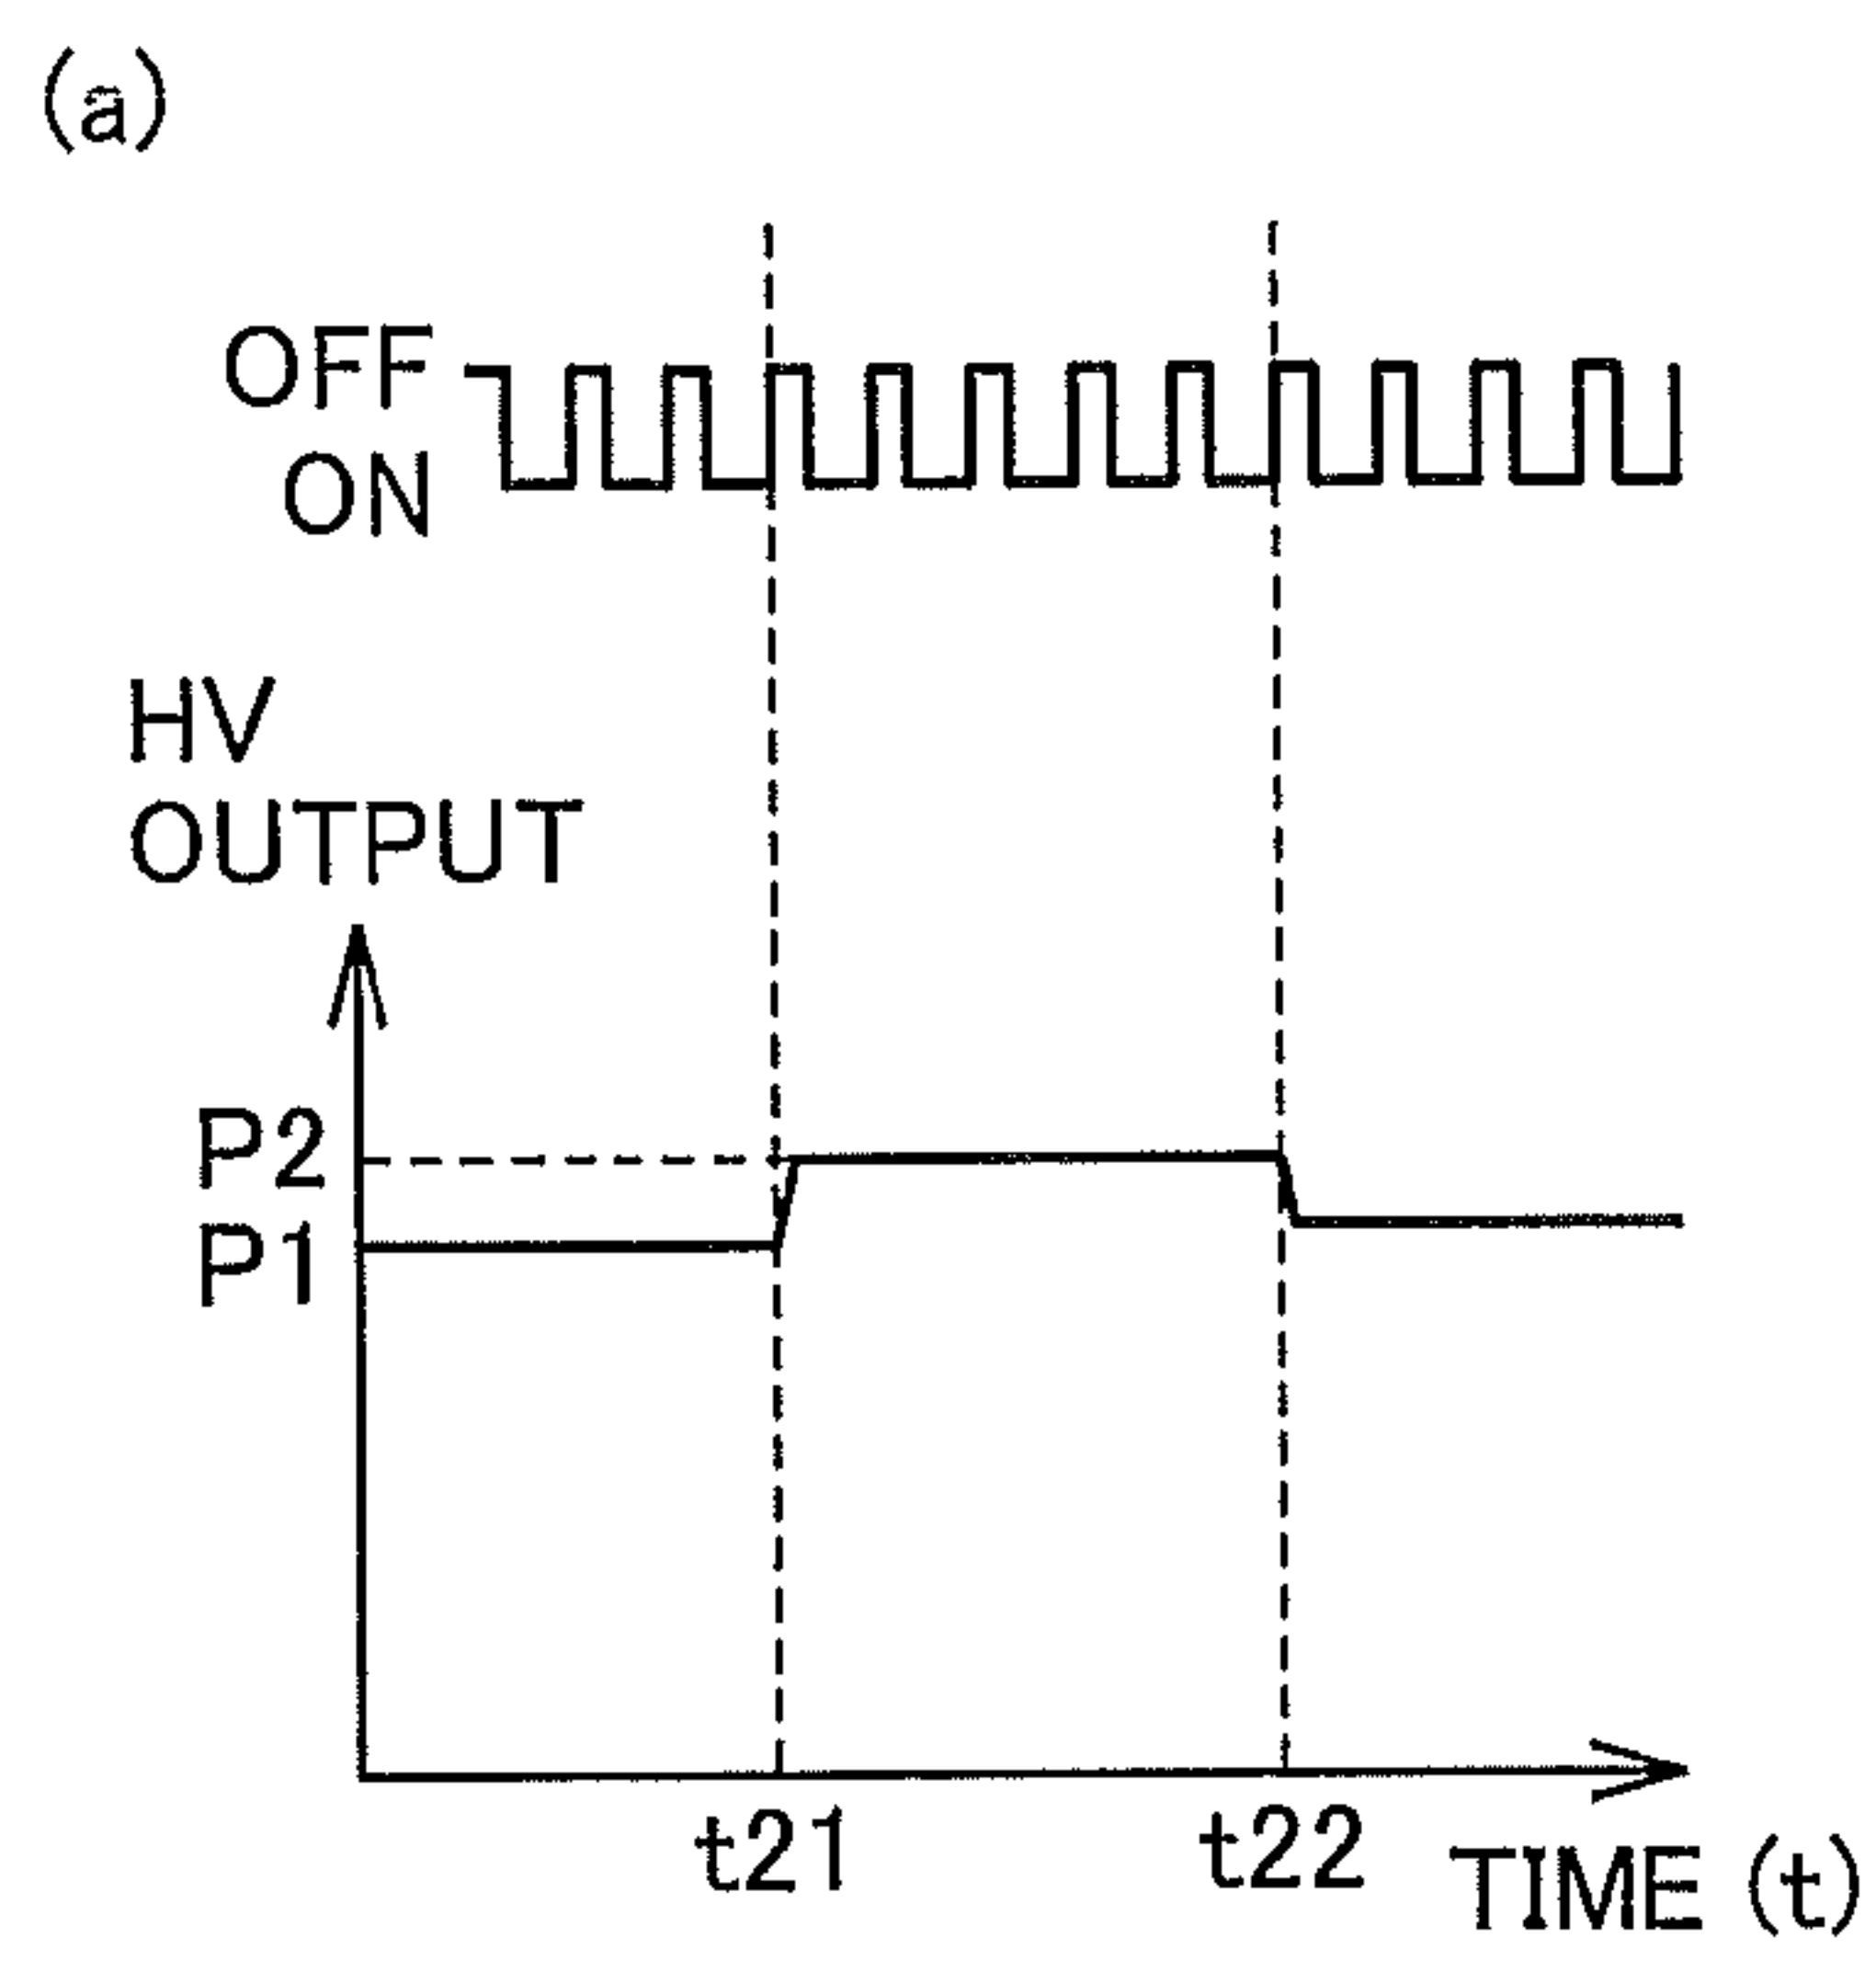 (a)
OFF
ON
HV
OUTPUT
P2
P1
t21
t22
TIME (t)